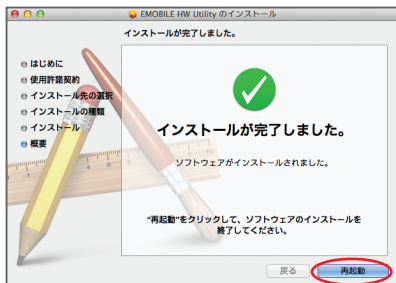 EMOBILE HW Utility のインストール
インストールが完了しました。
はじめに
使用許諾契約
インストール先の選択
インストールの種類
インストール
概要
インストールが完了しました。
ソフトウェアがインストールされました。
"再起動"をクリックして、ソフトウェアのインストールを
終了してください。
戻る
再起動